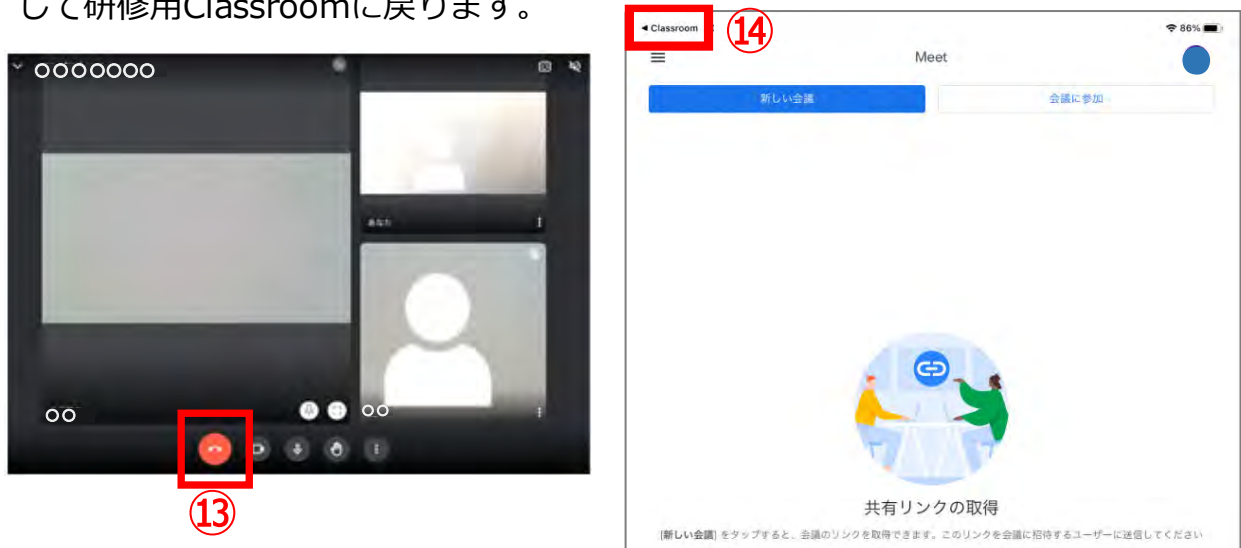 して研修用Classroomに戻ります。
○○○○○○○
あなた
○○
○○
⑬
◀ Classroom
⑭
86%
Meet
新しい会議
会議に参加
共有リンクの取得
[新しい会議] をタップすると、会議のリンクを取得できます。このリンクを会議に招待するユーザーに送信してください